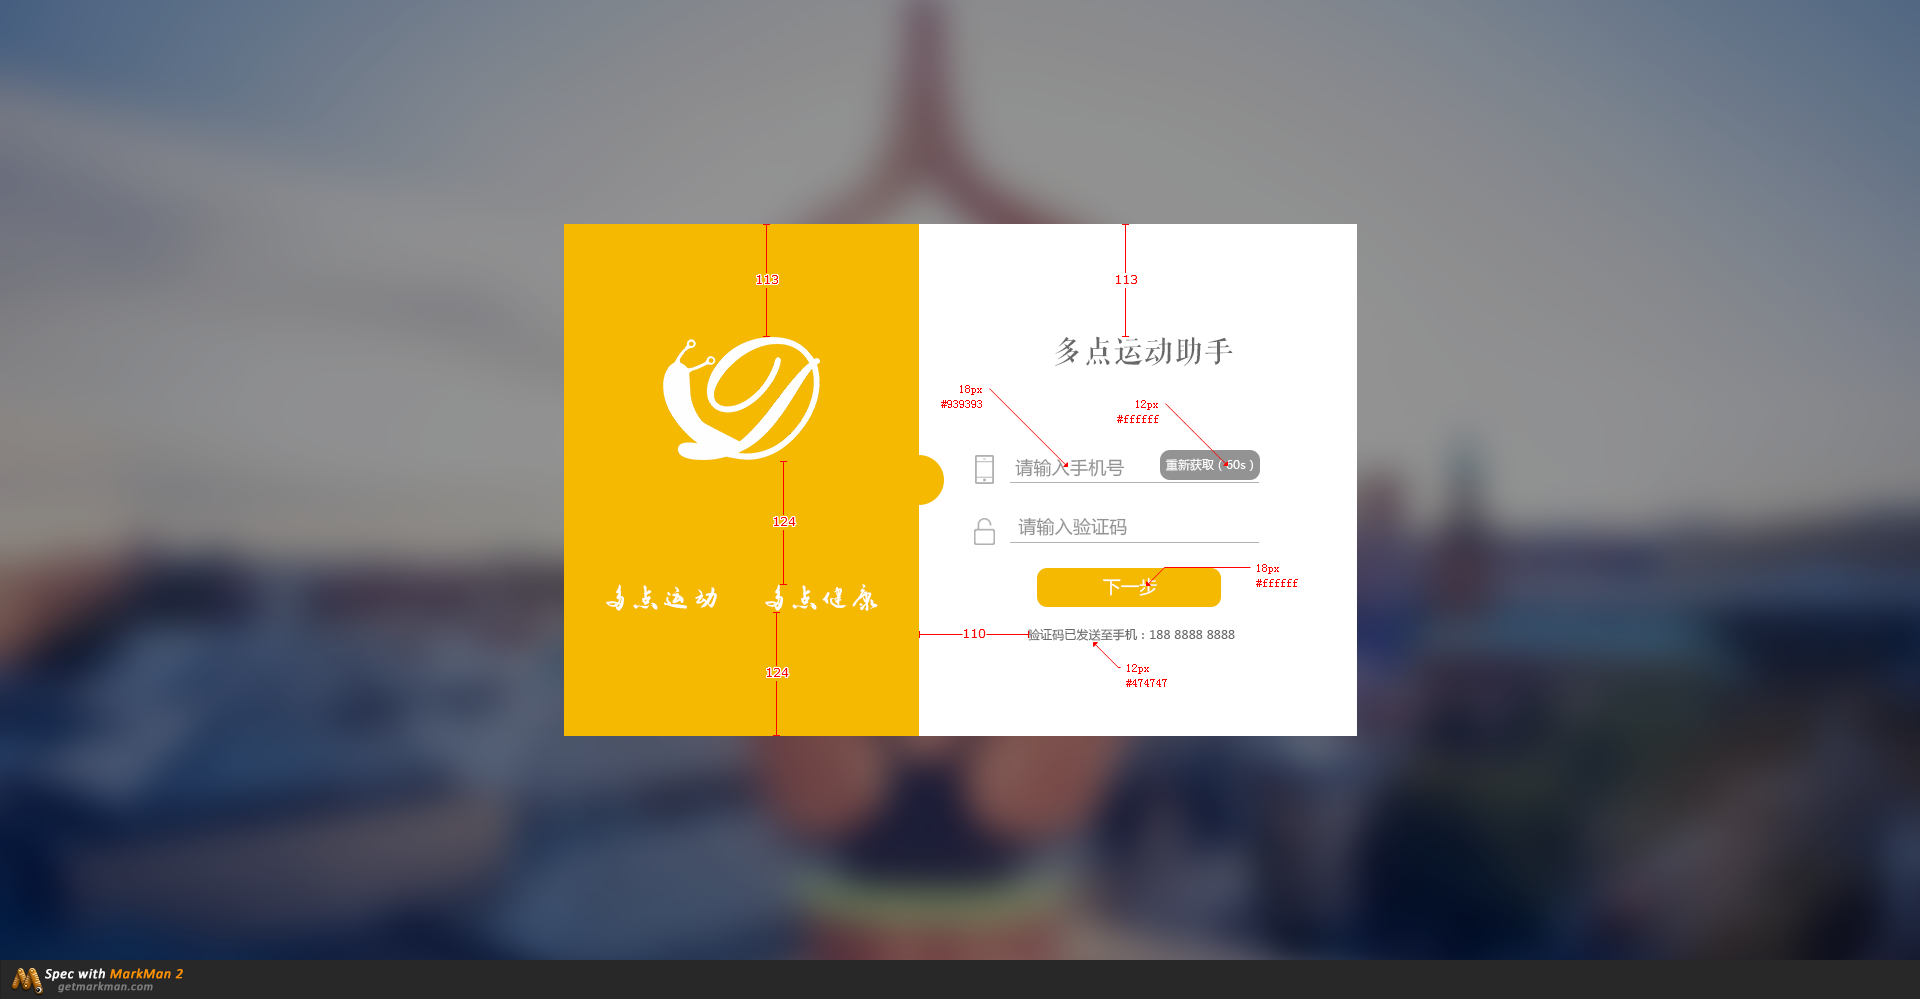 113
113
多点运动助手
18px
#939393
12px
#ffffff
请输入手机号
重新获取（60s）
124
请输入验证码
18px
#ffffff
下一步
多点运动 多点健康
110
验证码已发送至手机：188 8888 8888
124
12px
#474747
Spec with MarkMan 2
getmarkman.com